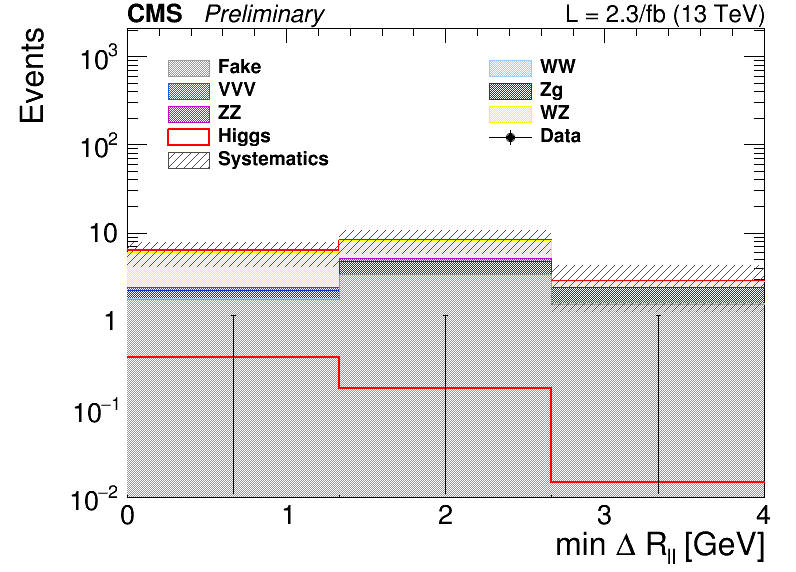 CMS Preliminary L = 2.3/fb (13 TeV)
Events
10³
10²
10
1
10⁻¹
10⁻²
Fake WW
VVV Zg
ZZ WZ
Higgs Data
Systematics
0 1 2 3 4
min Δ R_ll [GeV]